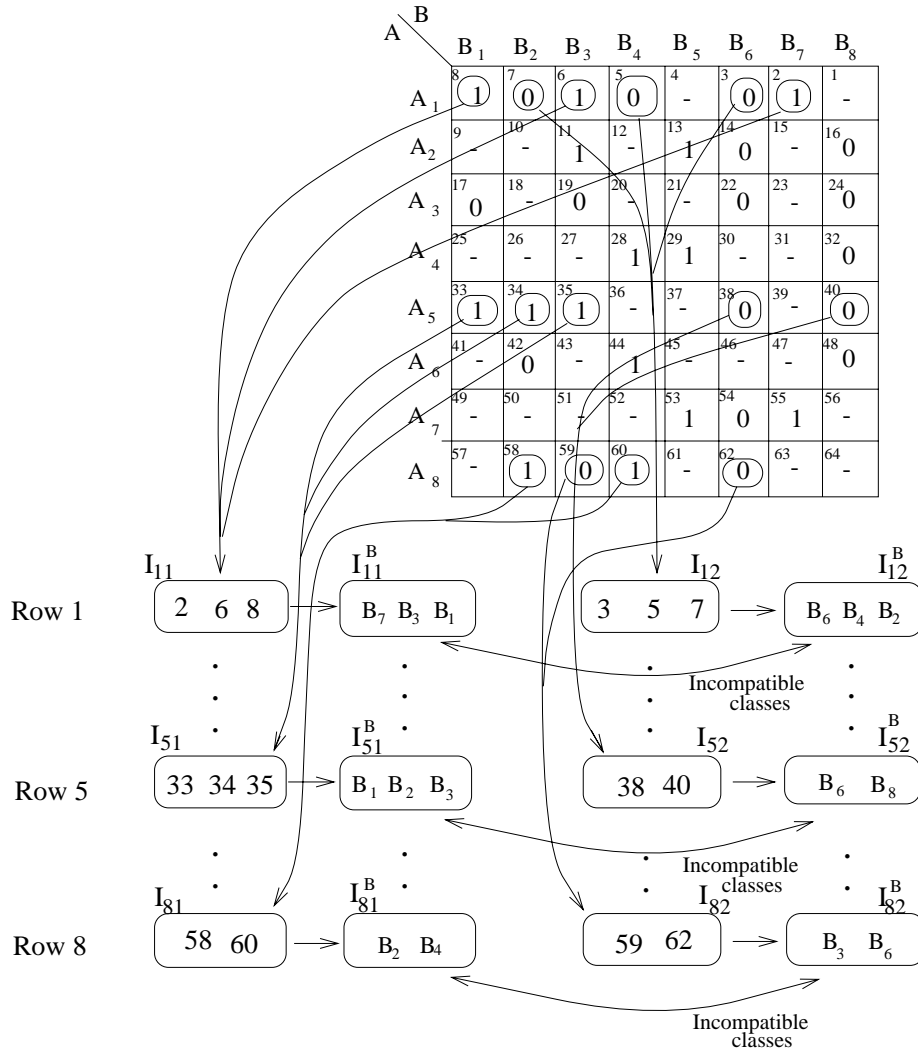 B
A
B1 B2 B3 B4 B5 B6 B7 B8
A1 8 1 7 0 6 1 5 0 4 - 3 0 2 1 1 -
A2 9 - 10 - 11 1 12 - 13 1 14 0 15 - 16 0
A3 17 0 18 - 19 0 20 - 21 - 22 0 23 - 24 0
A4 25 - 26 - 27 - 28 1 29 1 30 - 31 - 32 0
A5 33 1 34 1 35 1 36 - 37 - 38 0 39 - 40 0
A6 41 - 42 0 43 - 44 1 45 - 46 - 47 - 48 0
A7 49 - 50 - 51 - 52 - 53 1 54 0 55 1 56 -
A8 57 - 58 1 59 0 60 1 61 - 62 0 63 - 64 -
I11 I11^B I12 I12^B
Row 1 2 6 8 B7 B3 B1 3 5 7 B6 B4 B2
Incompatible
classes
I51 I51^B I52 I52^B
Row 5 33 34 35 B1 B2 B3 38 40 B6 B8
Incompatible
classes
I81 I81^B I82 I82^B
Row 8 58 60 B2 B4 59 62 B3 B6
Incompatible
classes